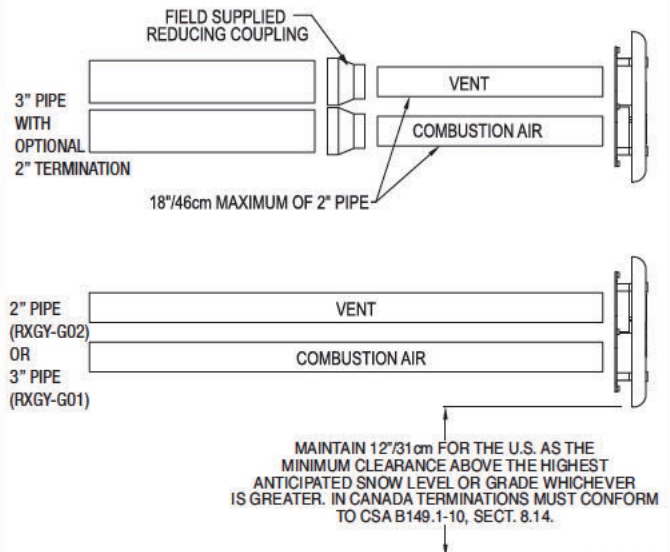 FIELD SUPPLIED
REDUCING COUPLING
3” PIPE
WITH
OPTIONAL
2” TERMINATION
VENT
COMBUSTION AIR
18"/46cm MAXIMUM OF 2" PIPE
2” PIPE
(RXGY-G02)
OR
3” PIPE
(RXGY-G01)
VENT
COMBUSTION AIR
MAINTAIN 12"/31cm FOR THE U.S. AS THE
MINIMUM CLEARANCE ABOVE THE HIGHEST
ANTICIPATED SNOW LEVEL OR GRADE WHICHEVER
IS GREATER. IN CANADA TERMINATIONS MUST CONFORM
TO CSA B149.1-10, SECT. 8.14.